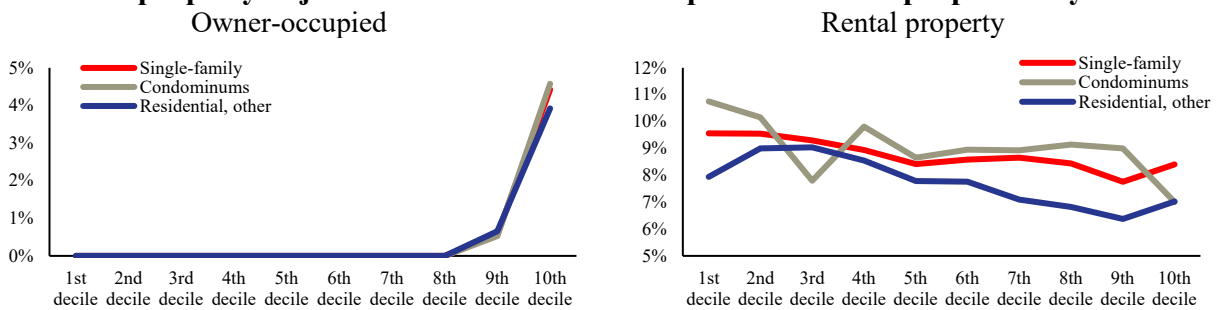 Owner-occupied
5%
4%
3%
2%
1%
0%
Single-family
Condominums
Residential, other
1st 2nd 3rd 4th 5th 6th 7th 8th 9th 10th
decile decile decile decile decile decile decile decile decile decile
Rental property
12%
11%
10%
9%
8%
7%
6%
5%
Single-family
Condominums
Residential, other
1st 2nd 3rd 4th 5th 6th 7th 8th 9th 10th
decile decile decile decile decile decile decile decile decile decile